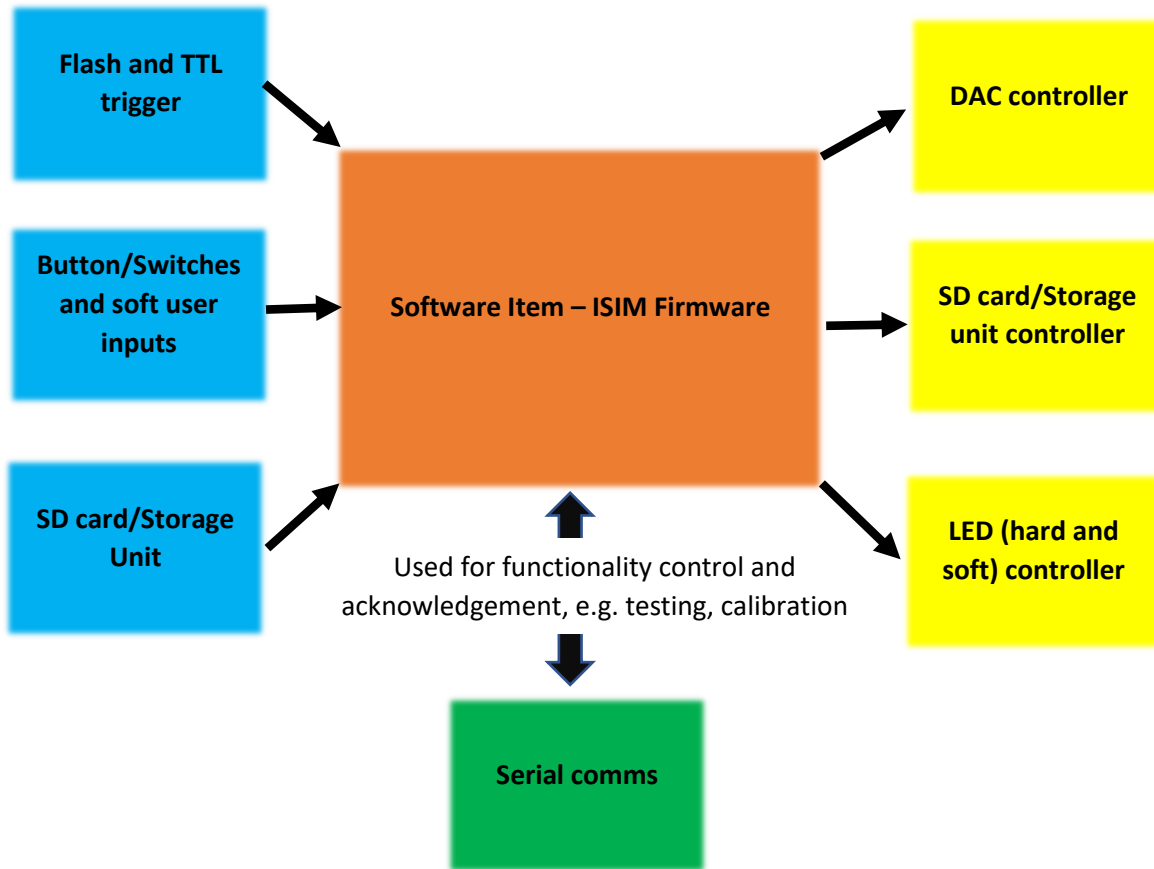 Flash and TTL
trigger
Button/Switches
and soft user
inputs
SD card/Storage
Unit
Software Item – ISIM Firmware
DAC controller
SD card/Storage
unit controller
LED (hard and
soft) controller
Used for functionality control and
acknowledgement, e.g. testing, calibration
Serial comms